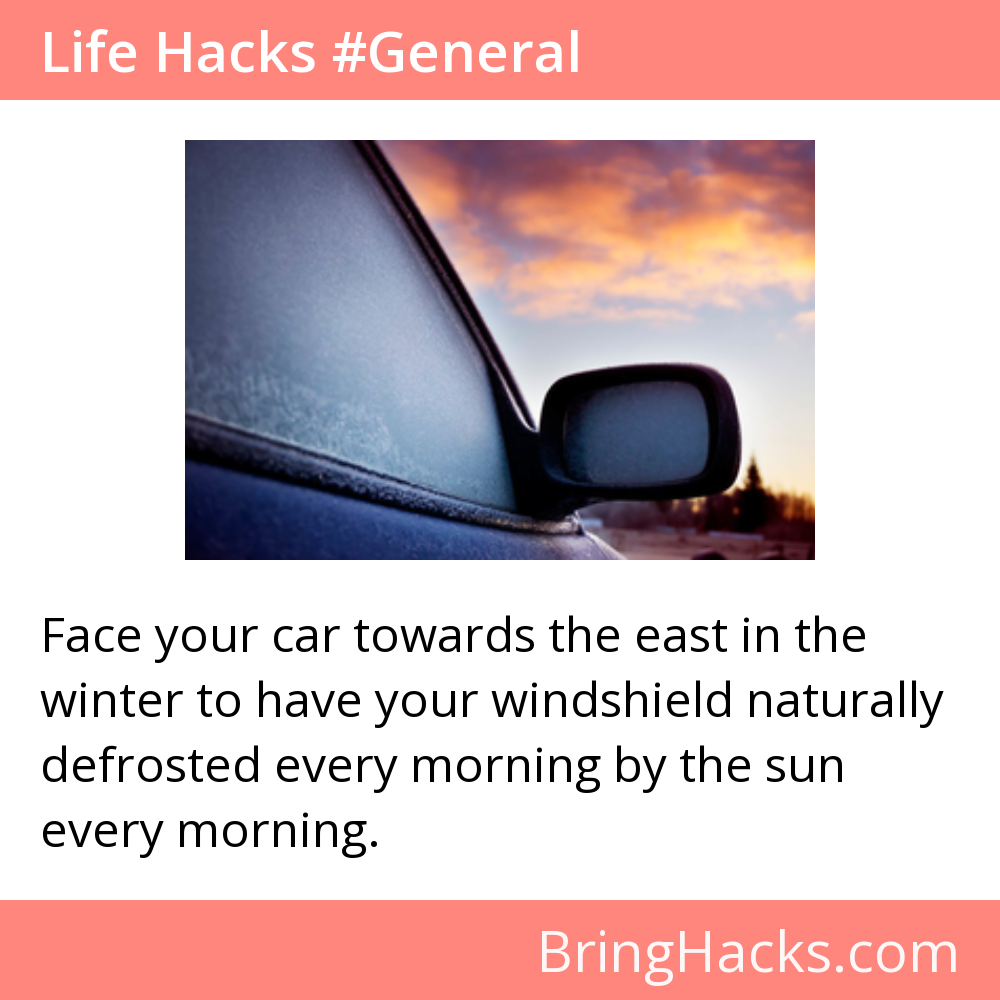 Life Hacks #General
Face your car towards the east in the
winter to have your windshield naturally
defrosted every morning by the sun
every morning.
BringHacks.com